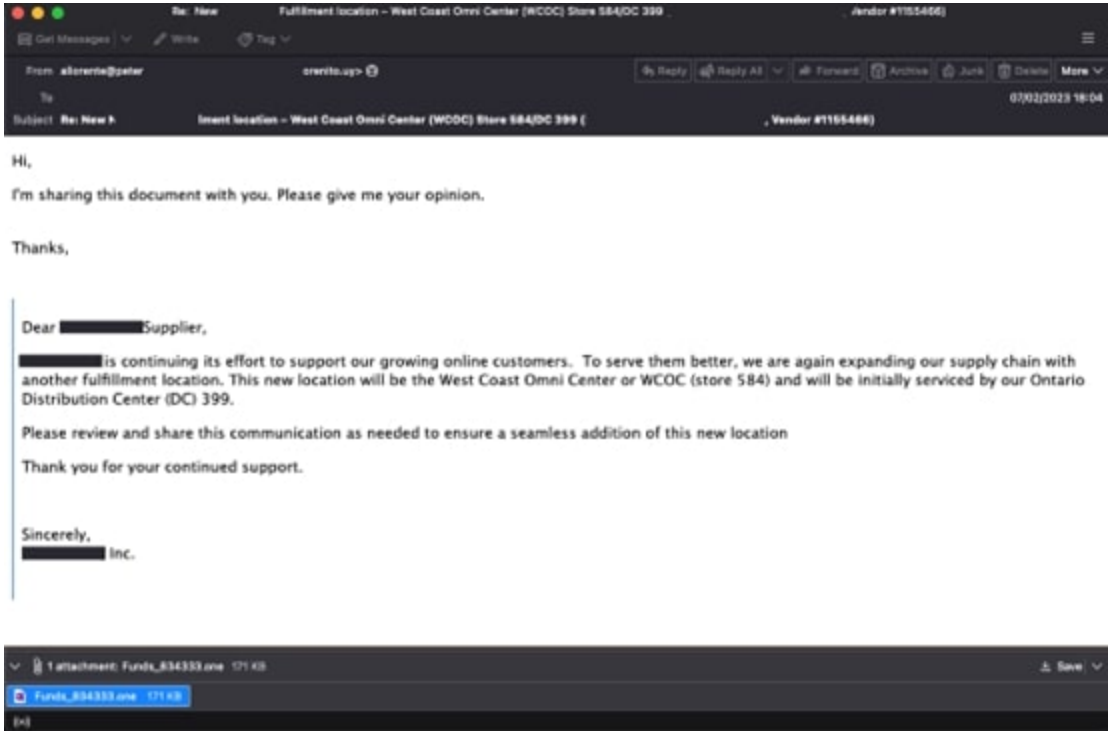 Re: New Fulfillment location – West Coast Omni Center (WCOC) Store 584/DC 399 Vendor #1155466)
Get Messages Write Tag
From allorente@peter orenito.uy>
Reply Reply All Forward Archive Junk Delete More
To
07/02/2023 18:04
Subject Re: New lment location – West Coast Omni Center (WCOC) Store 584/DC 399 ( , Vendor #1155466)
Hi,
I'm sharing this document with you. Please give me your opinion.
Thanks,
Dear Supplier,
is continuing its effort to support our growing online customers. To serve them better, we are again expanding our supply chain with
another fulfillment location. This new location will be the West Coast Omni Center or WCOC (store 584) and will be initially serviced by our Ontario
Distribution Center (DC) 399.
Please review and share this communication as needed to ensure a seamless addition of this new location
Thank you for your continued support.
Sincerely,
Inc.
1 attachment: Funds_834333.one 171 KB
Save
Funds_834333.one 171 KB